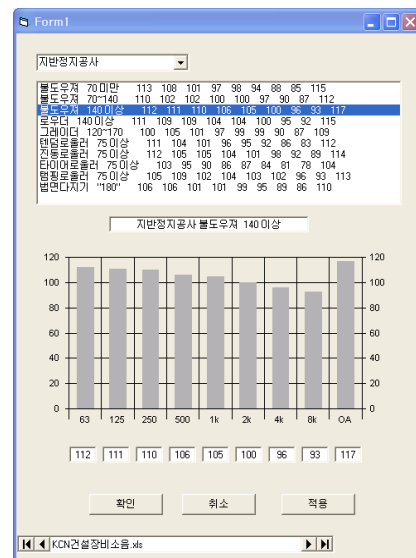 Form1
지반정지공사
불도우져 70미만 113 108 101 97 98 94 88 85 115
불도우져 70~140 110 102 102 100 100 97 90 87 112
불도우져 140이상 112 111 110 106 105 100 96 93 117
로우더 140이상 111 109 104 104 100 95 92 115
그레이더 120~170 100 105 101 97 99 99 90 87 109
텐덤로울러 75이상 111 104 101 96 95 92 86 83 112
진동로울러 75이상 112 105 105 104 101 98 92 89 114
타이어로울러 75이상 103 95 90 86 87 84 81 78 104
탬핑로울러 75이상 105 109 102 104 103 102 96 93 113
법면다지기 "180" 106 106 101 101 99 95 89 86 110
지반정지공사 불도우져 140이상
120 120
100 100
80 80
60 60
40 40
20 20
0 0
63 125 250 500 1k 2k 4k 8k OA
112 111 110 106 105 100 96 93 117
확인 취소 적용
KCN건설장비소음.xls